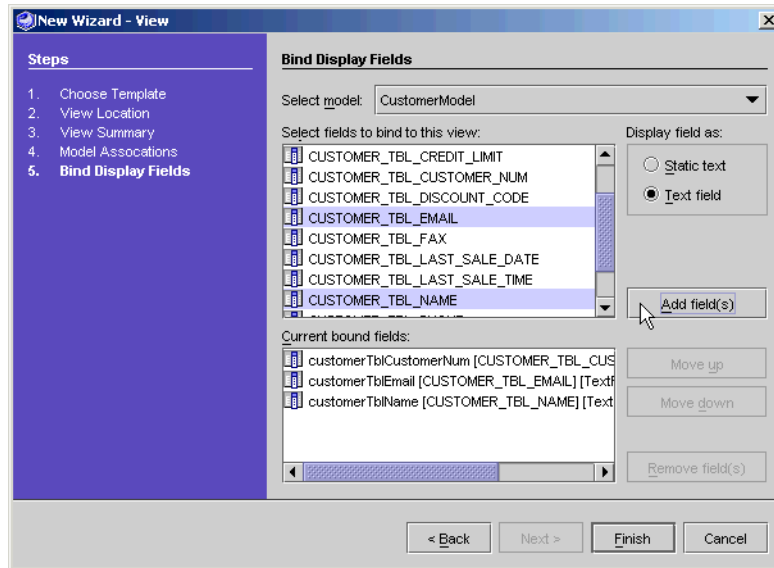 New Wizard - View
Steps
1. Choose Template
2. View Location
3. View Summary
4. Model Assocations
5. Bind Display Fields
Bind Display Fields
Select model: CustomerModel
Select fields to bind to this view:
CUSTOMER_TBL_CREDIT_LIMIT
CUSTOMER_TBL_CUSTOMER_NUM
CUSTOMER_TBL_DISCOUNT_CODE
CUSTOMER_TBL_EMAIL
CUSTOMER_TBL_FAX
CUSTOMER_TBL_LAST_SALE_DATE
CUSTOMER_TBL_LAST_SALE_TIME
CUSTOMER_TBL_NAME
Display field as:
Static text
Text field
Add field(s)
Current bound fields:
customerTblCustomerNum [CUSTOMER_TBL_CUS
customerTblEmail [CUSTOMER_TBL_EMAIL] [TextF
customerTblName [CUSTOMER_TBL_NAME] [Text
Move up
Move down
Remove field(s)
< Back
Next >
Finish
Cancel